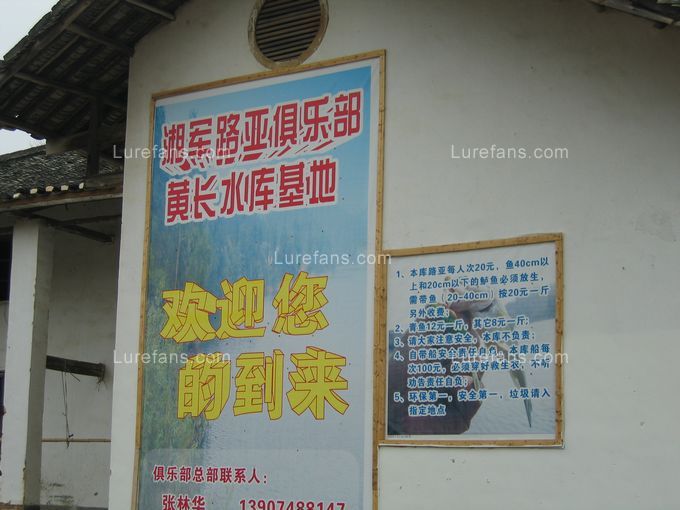 湘军路亚俱乐部
黄长水库基地
欢迎您
的到来
俱乐部总部联系人：
张林华 13907488147
1、本库路亚每人次20元，鱼40cm以
上和20cm以下的鲈鱼必须放生，
需带鱼（20-40cm）按20元一斤
另外收费；
2、青鱼12元一斤，其它8元一斤；
3、请大家注意安全，本库不负责；
4、自带船安全责任自负，本库船每
次100元，必须穿好救生衣，不听
劝告责任自负；
5、环保第一，安全第一，垃圾请入
指定地点
Lurefans.com
Lurefans.com
Lurefans.com
Lurefans.com
Lurefans.com
Lurefans.com
Lurefans.com
Lurefans.com